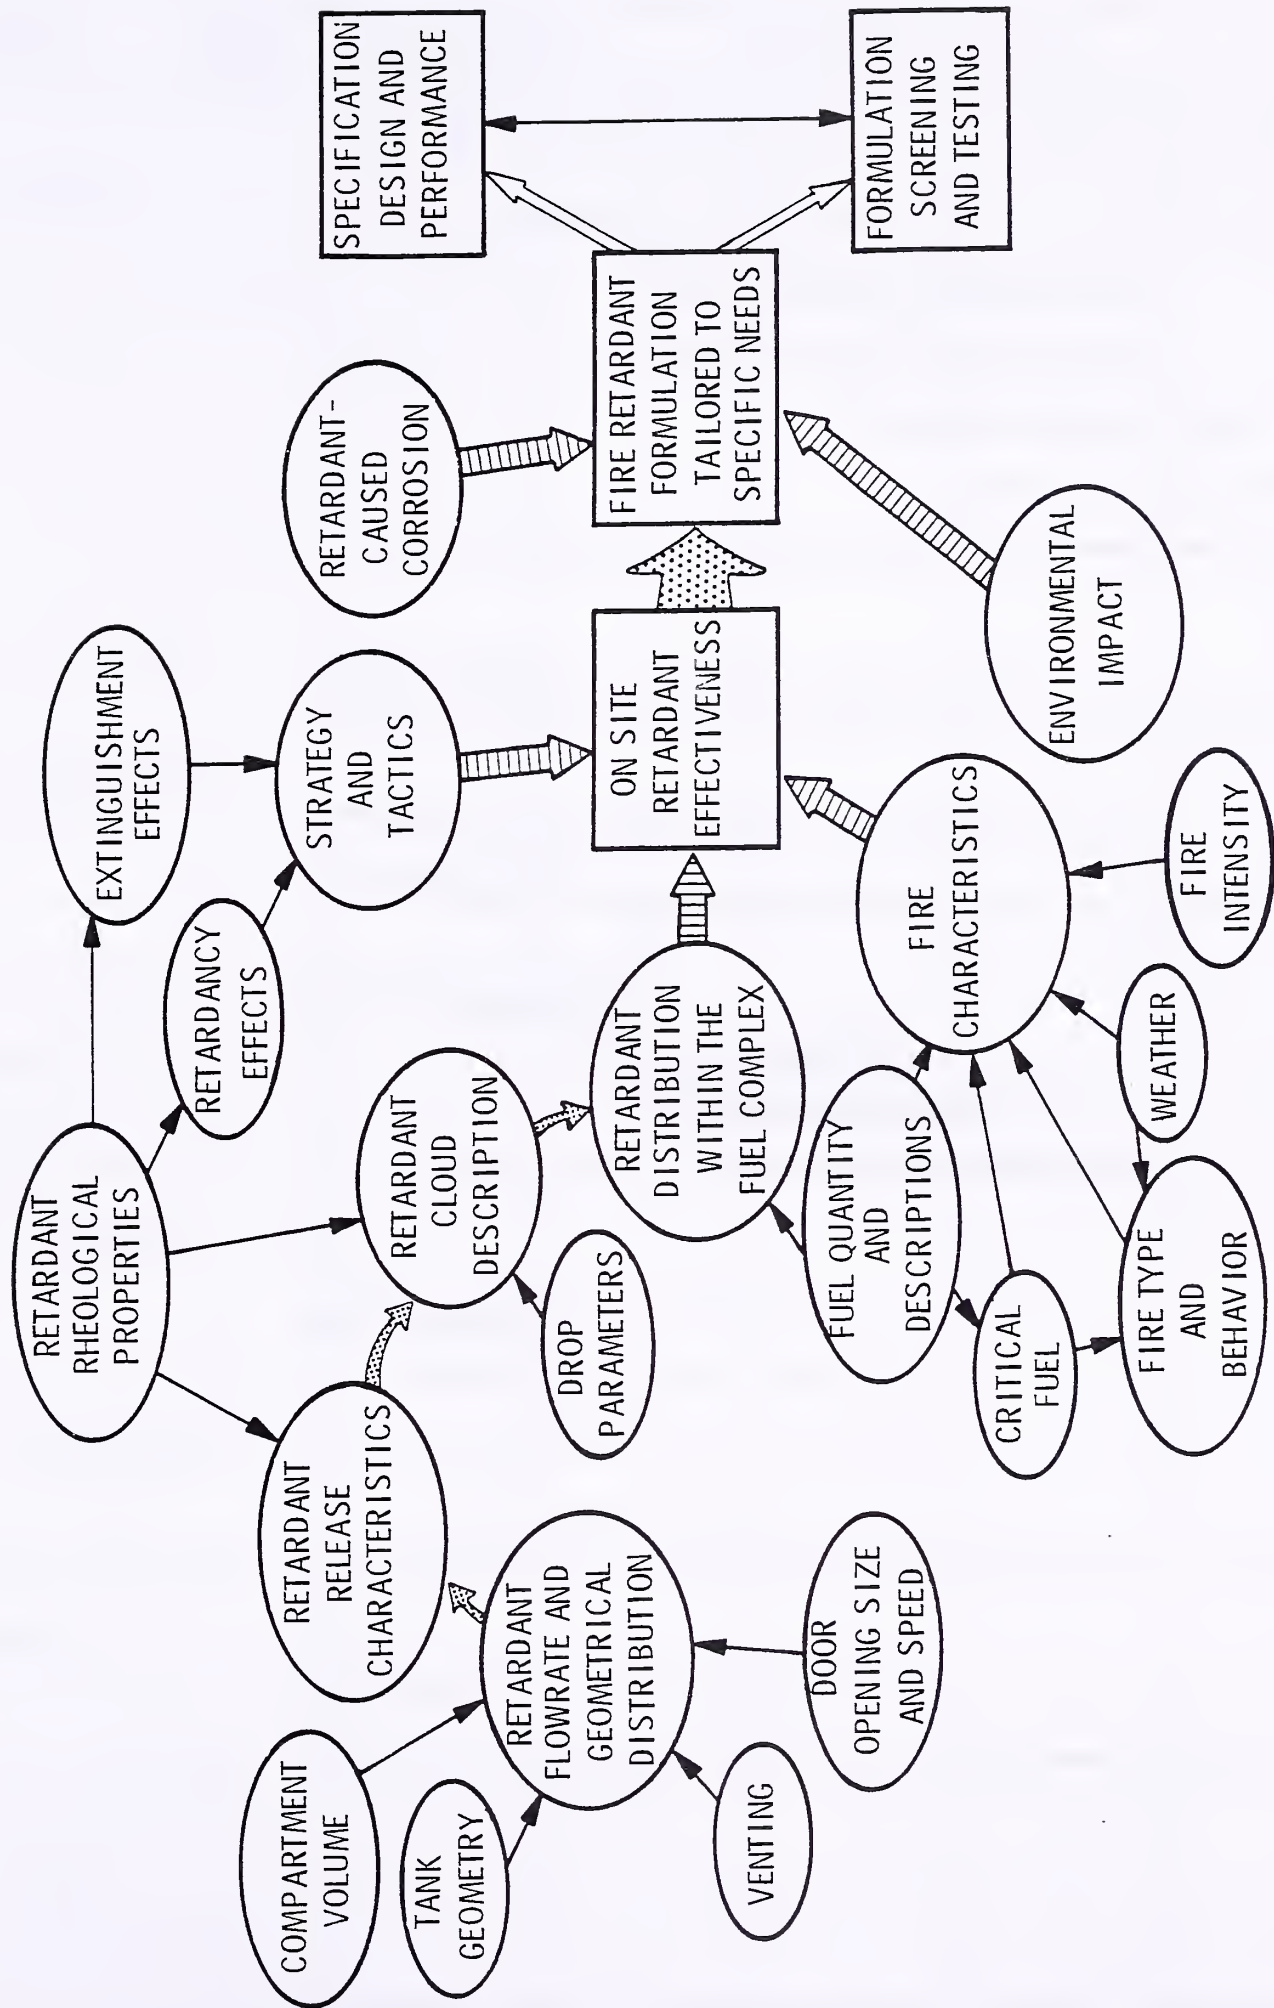 COMPARTMENT
VOLUME
TANK
GEOMETRY
VENTING
DOOR
OPENING SIZE
AND SPEED
RETARDANT
FLOWRATE AND
GEOMETRICAL
DISTRIBUTION
RETARDANT
RELEASE
CHARACTERISTICS
RETARDANT
RHEOLOGICAL
PROPERTIES
DROP
PARAMETERS
RETARDANT
CLOUD
DESCRIPTION
RETARDANCY
EFFECTS
EXTINGUISHMENT
EFFECTS
STRATEGY
AND
TACTICS
RETARDANT
DISTRIBUTION
WITHIN THE
FUEL COMPLEX
FUEL QUANTITY
AND
DESCRIPTIONS
CRITICAL
FUEL
FIRE TYPE
AND
BEHAVIOR
WEATHER
FIRE
INTENSITY
FIRE
CHARACTERISTICS
ON SITE
RETARDANT
EFFECTIVENESS
RETARDANT-
CAUSED
CORROSION
ENVIRONMENTAL
IMPACT
FIRE RETARDANT
FORMULATION
TAILORED TO
SPECIFIC NEEDS
SPECIFICATION
DESIGN AND
PERFORMANCE
FORMULATION
SCREENING
AND TESTING